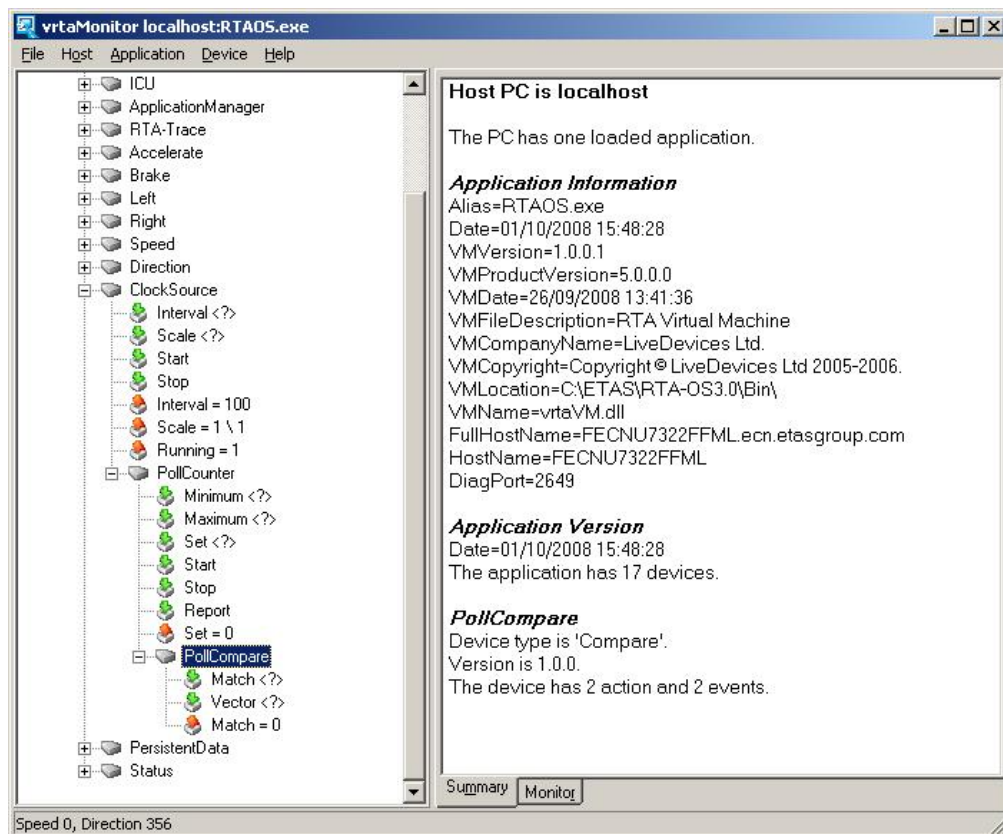 vrtaMonitor localhost:RTAOS.exe
File Host Application Device Help
ICU
ApplicationManager
RTA-Trace
Accelerate
Brake
Left
Right
Speed
Direction
ClockSource
Interval <?>
Scale <?>
Start
Stop
Interval = 100
Scale = 1 \ 1
Running = 1
PollCounter
Minimum <?>
Maximum <?>
Set <?>
Start
Stop
Report
Set = 0
PollCompare
Match <?>
Vector <?>
Match = 0
PersistentData
Status
Host PC is localhost
The PC has one loaded application.
Application Information
Alias=RTAOS.exe
Date=01/10/2008 15:48:28
VMVersion=1.0.0.1
VMProductVersion=5.0.0.0
VMDate=26/09/2008 13:41:36
VMFileDescription=RTA Virtual Machine
VMCompanyName=LiveDevices Ltd.
VMCopyright=Copyright © LiveDevices Ltd 2005-2006.
VMLocation=C:\ETAS\RTA-OS3.0\Bin\
VMName=vrtaVM.dll
FullHostName=FECNU7322FFML.ecn.etasgroup.com
HostName=FECNU7322FFML
DiagPort=2649
Application Version
Date=01/10/2008 15:48:28
The application has 17 devices.
PollCompare
Device type is 'Compare'.
Version is 1.0.0.
The device has 2 action and 2 events.
Summary Monitor
Speed 0, Direction 356